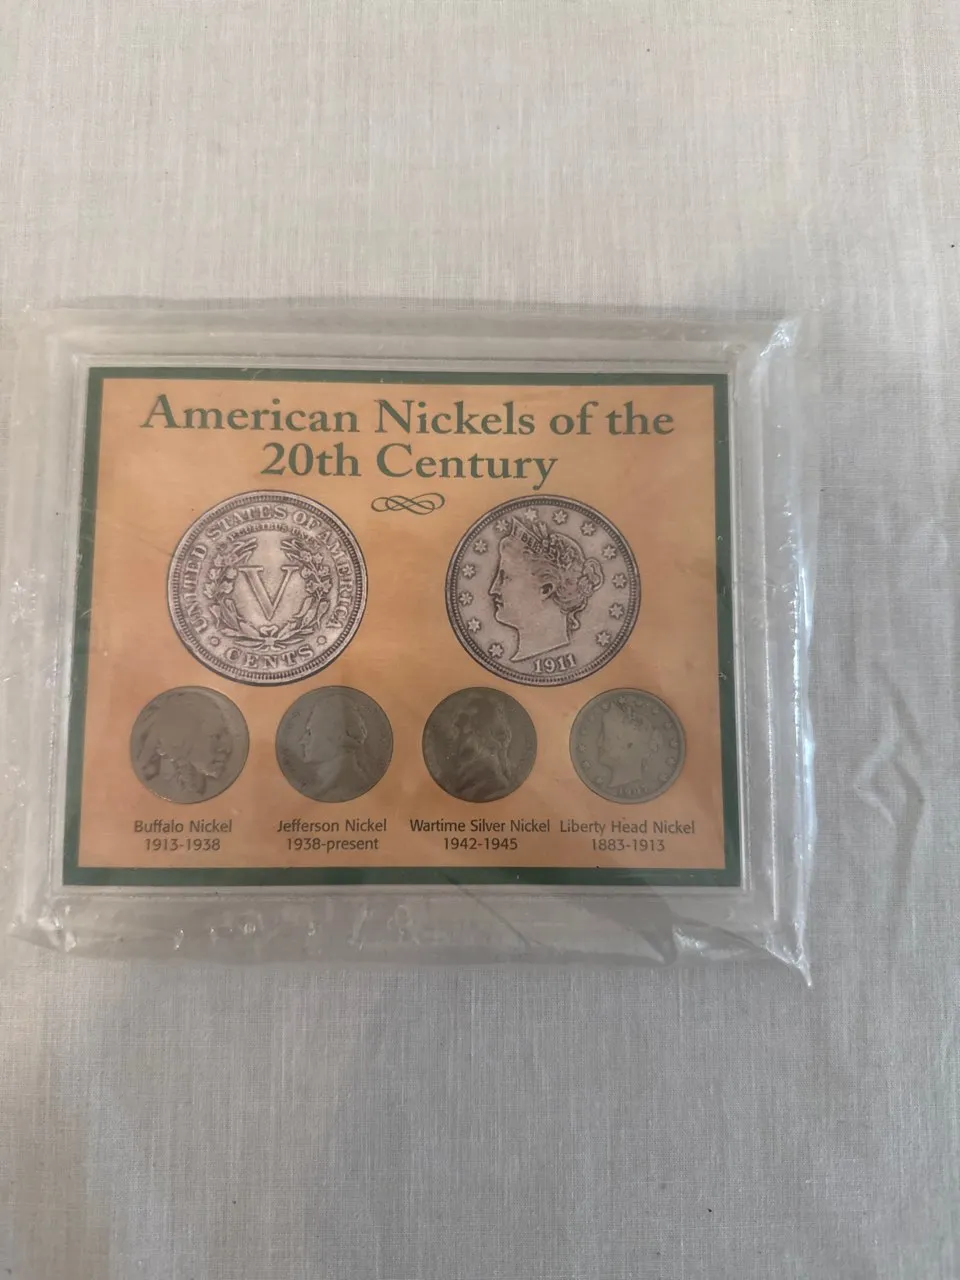 American Nickels of the
20th Century
UNITED STATES OF AMERICA
E PLURIBUS UNUM
V
CENTS
LIBERTY
1911
Buffalo Nickel
1913-1938
Jefferson Nickel
1938-present
Wartime Silver Nickel
1942-1945
Liberty Head Nickel
1883-1913